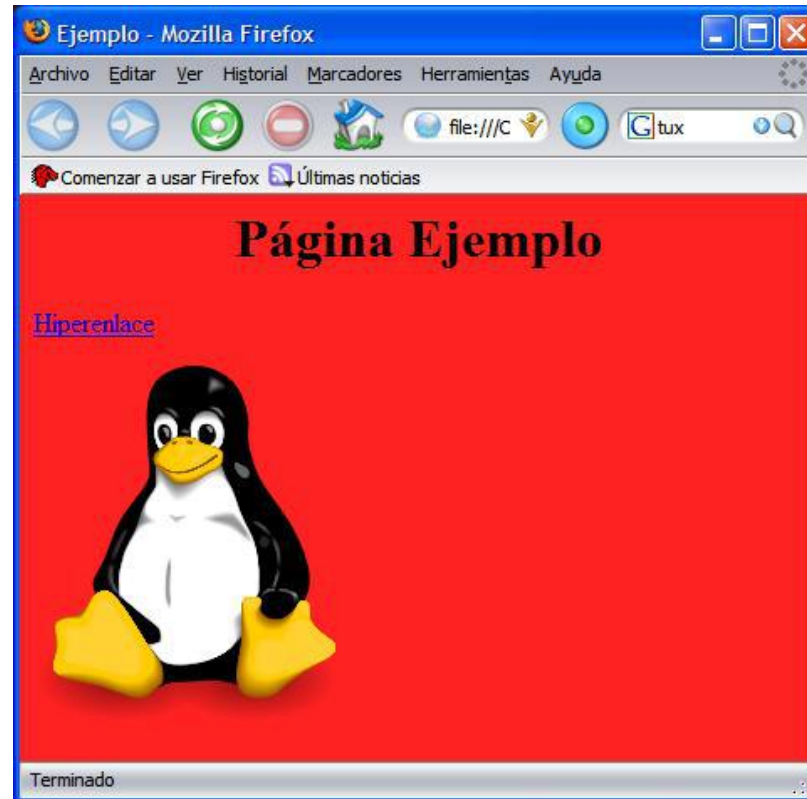 Ejemplo - Mozilla Firefox
Archivo Editar Ver Historial Marcadores Herramientas Ayuda
file:///C G tux
Comenzar a usar Firefox Últimas noticias
Página Ejemplo
Hiperenlace
Terminado